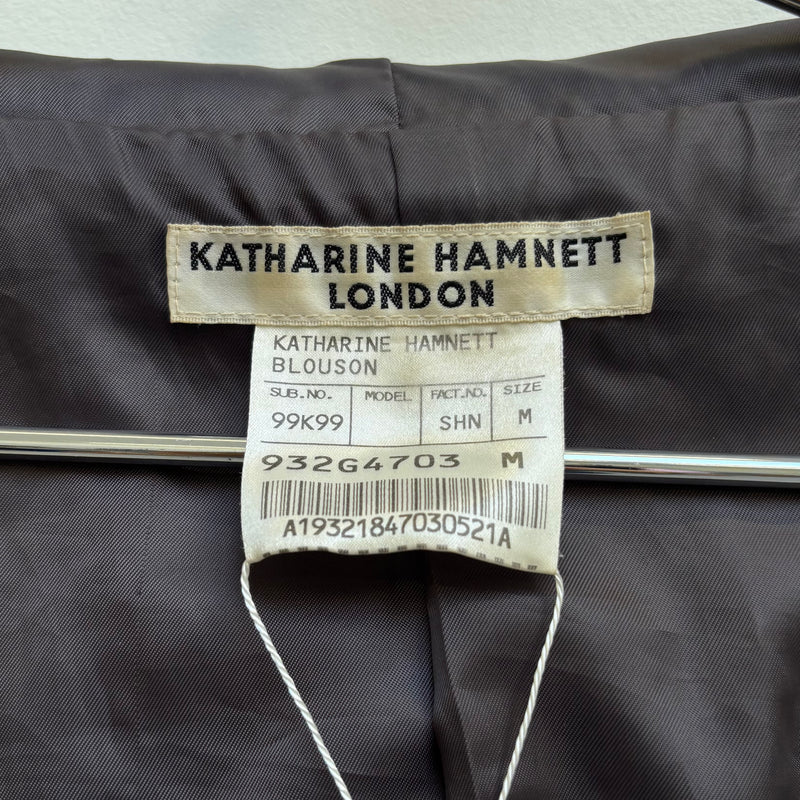 KATHARINE HAMNETT
LONDON
KATHARINE HAMNETT
BLOUSON
SUB.NO. MODEL FACT.NO. SIZE
99K99 SHN M
932G4703 M
A19321847030521A